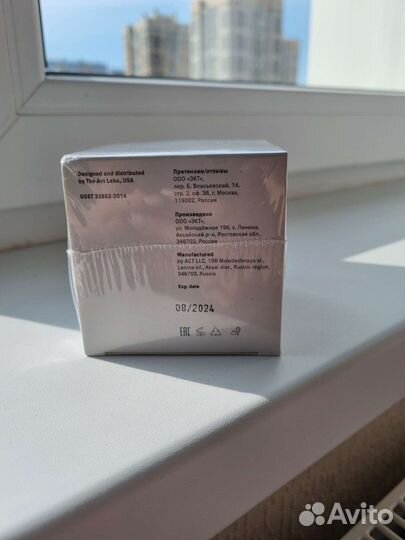 Designed and distributed
by The Act Labs., USA
GOST 32852-2014
Претензии/отзывы
ООО «ЭКТ»,
пер. Б. Власьевский, 14,
стр. 2, оф. 36, г. Москва,
119002, Россия
Произведено
ООО «ЭКТ»,
ул. Молодёжная 196, х. Ленина,
Аксайский р-н, Ростовская обл.,
346703, Россия
Manufactured
by ACT LLC, 196 Molodezhnaya st.,
Lenina vil., Aksai dist., Rostov region,
346703, Russia
Exp. date
08/2024
EAC
Avito